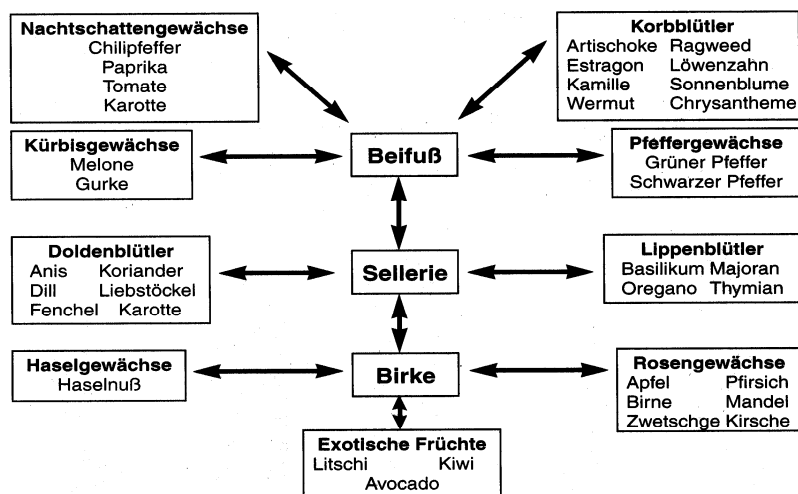 Nachtschattengewächse
Chilipfeffer
Paprika
Tomate
Karotte
Korbblütler
Artischoke Ragweed
Estragon Löwenzahn
Kamille Sonnenblume
Wermut Chrysantheme
Kürbisgewächse
Melone
Gurke
Beifuß
Pfeffergewächse
Grüner Pfeffer
Schwarzer Pfeffer
Doldenblütler
Anis Koriander
Dill Liebstöckel
Fenchel Karotte
Sellerie
Lippenblütler
Basilikum Majoran
Oregano Thymian
Haselgewächse
Haselnuß
Birke
Rosengewächse
Apfel Pfirsich
Birne Mandel
Zwetschge Kirsche
Exotische Früchte
Litschi Kiwi
Avocado